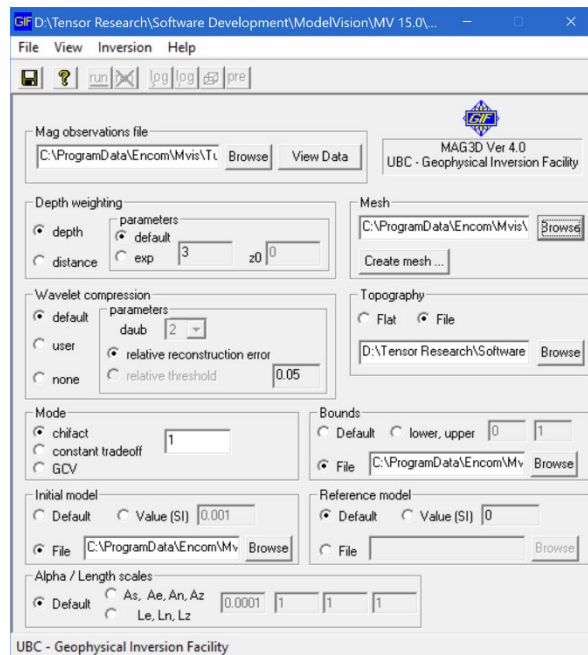 GIF D:\Tensor Research\Software Development\ModelVision\MV 15.0\...
File View Inversion Help
run log log pre
Mag observations file
C:\ProgramData\Encom\Mvis\Tu Browse View Data
GIF
MAG3D Ver 4.0
UBC - Geophysical Inversion Facility
Depth weighting
depth
distance
parameters
default
exp 3 z0 0
Mesh
C:\ProgramData\Encom\Mvis\ Browse
Create mesh ...
Wavelet compression
default
user
none
parameters
daub 2
relative reconstruction error
relative threshold 0.05
Topography
Flat File
D:\Tensor Research\Software Browse
Mode
chifact
constant tradeoff
GCV
1
Bounds
Default lower, upper 0 1
File C:\ProgramData\Encom\Mv Browse
Initial model
Default Value (SI) 0.001
File C:\ProgramData\Encom\Mv Browse
Reference model
Default Value (SI) 0
File Browse
Alpha / Length scales
Default As, Ae, An, Az 0.0001 1 1 1
Le, Ln, Lz
UBC - Geophysical Inversion Facility